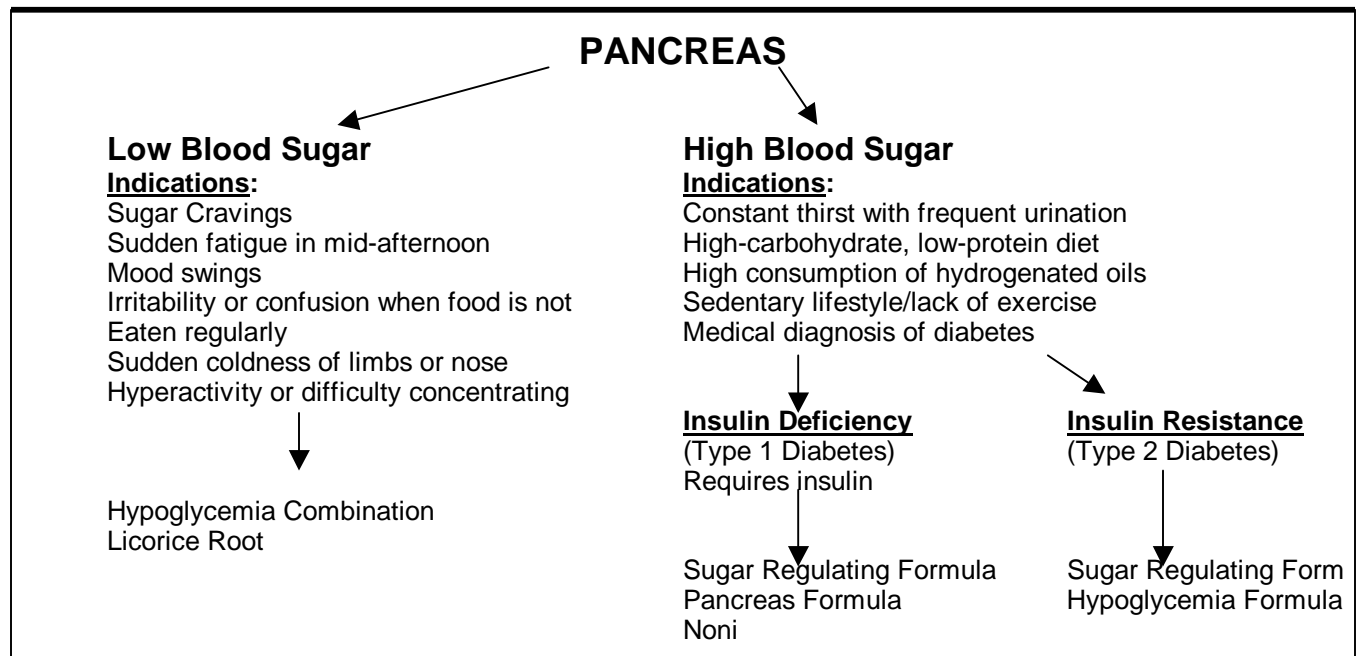 PANCREAS
Low Blood Sugar
Indications:
Sugar Cravings
Sudden fatigue in mid-afternoon
Mood swings
Irritability or confusion when food is not
Eaten regularly
Sudden coldness of limbs or nose
Hyperactivity or difficulty concentrating
Hypoglycemia Combination
Licorice Root
High Blood Sugar
Indications:
Constant thirst with frequent urination
High-carbohydrate, low-protein diet
High consumption of hydrogenated oils
Sedentary lifestyle/lack of exercise
Medical diagnosis of diabetes
Insulin Deficiency
(Type 1 Diabetes)
Requires insulin
Sugar Regulating Formula
Pancreas Formula
Noni
Insulin Resistance
(Type 2 Diabetes)
Sugar Regulating Form
Hypoglycemia Formula